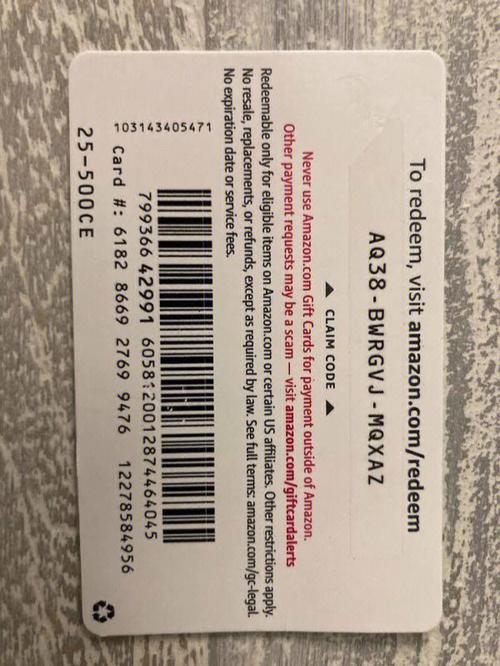 To redeem, visit amazon.com/redeem
AQ38-BWRGVJ-MQXAZ
▲ CLAIM CODE ▲
Never use Amazon.com Gift Cards for payment outside of Amazon.
Other payment requests may be a scam — visit amazon.com/giftcardalerts
Redeemable only for eligible items on Amazon.com or certain US affiliates. Other restrictions apply.
No resale, replacements, or refunds, except as required by law. See full terms: amazon.com/gc-legal.
No expiration date or service fees.
103143405471
799366 42991 605812001287446404​5
Card #: 6182 8669 2769 9476 12278584956
25-500CE